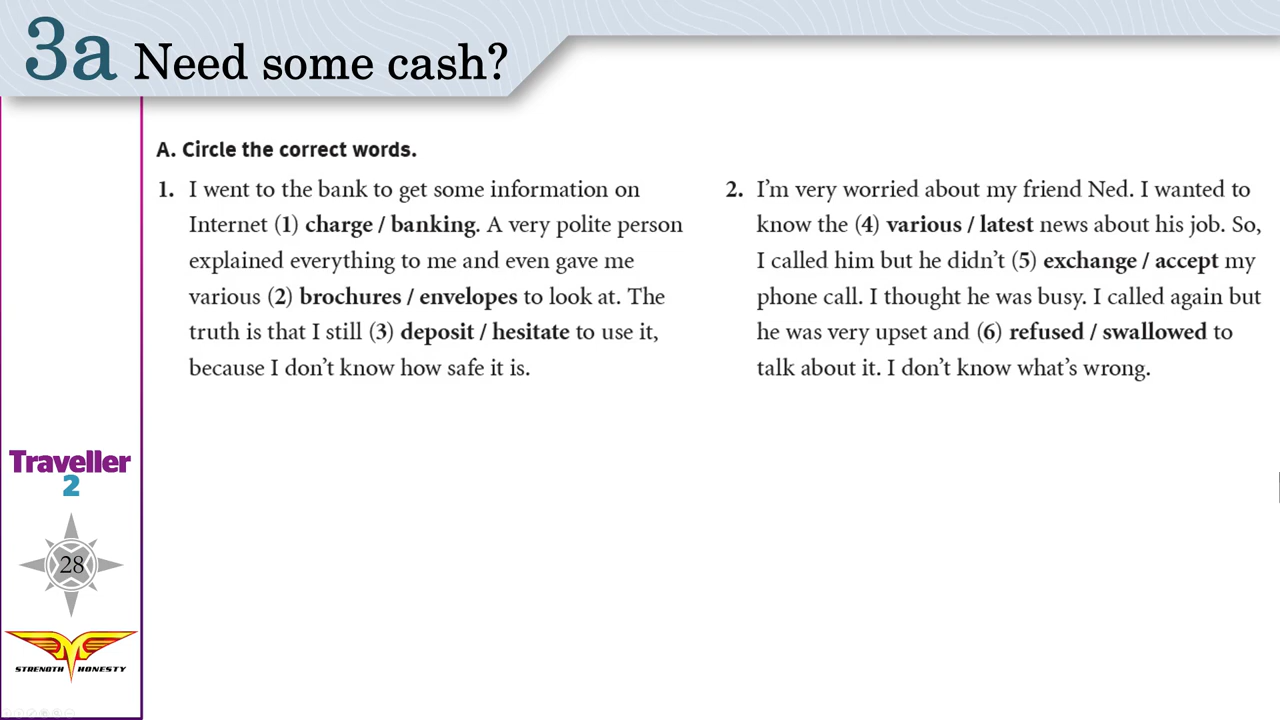 3a Need some cash?
A. Circle the correct words.
1. I went to the bank to get some information on
Internet (1) charge / banking. A very polite person
explained everything to me and even gave me
various (2) brochures / envelopes to look at. The
truth is that I still (3) deposit / hesitate to use it,
because I don’t know how safe it is.
2. I’m very worried about my friend Ned. I wanted to
know the (4) various / latest news about his job. So,
I called him but he didn’t (5) exchange / accept my
phone call. I thought he was busy. I called again but
he was very upset and (6) refused / swallowed to
talk about it. I don’t know what’s wrong.
Traveller
2
28
STRENGTH HONESTY